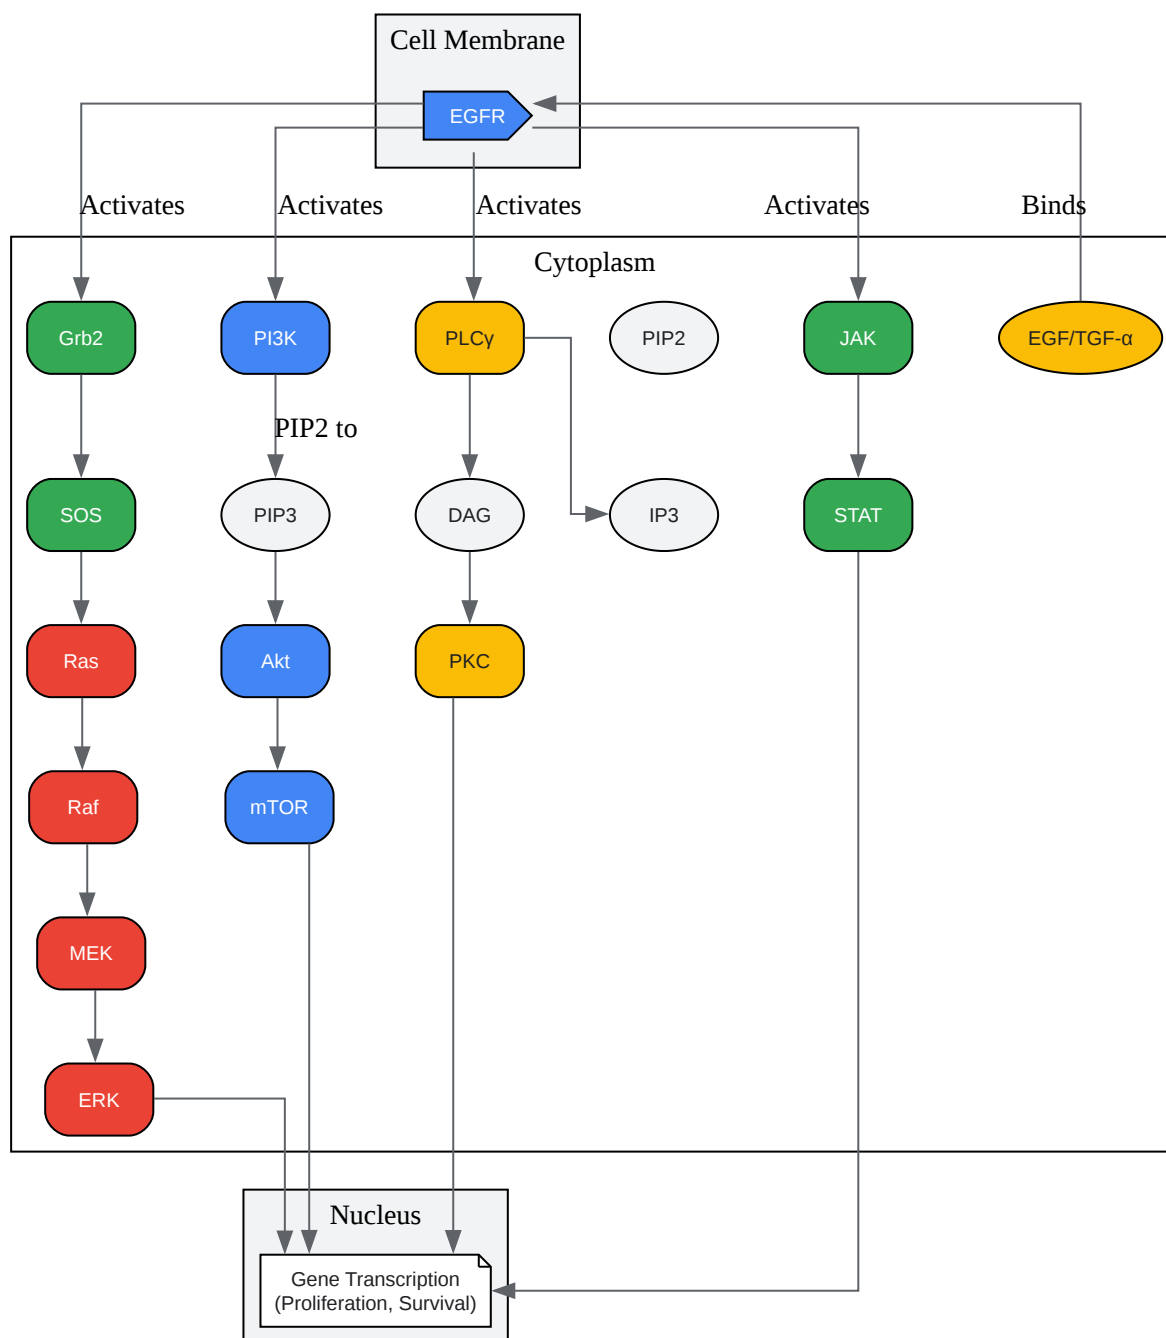 Cell Membrane
EGFR
Activates
Activates
Activates
Activates
Binds
Cytoplasm
Grb2
PI3K
PLCγ
PIP2
JAK
EGF/TGF-α
PIP2 to
SOS
PIP3
DAG
IP3
STAT
Ras
Akt
PKC
Raf
mTOR
MEK
ERK
Nucleus
Gene Transcription
(Proliferation, Survival)